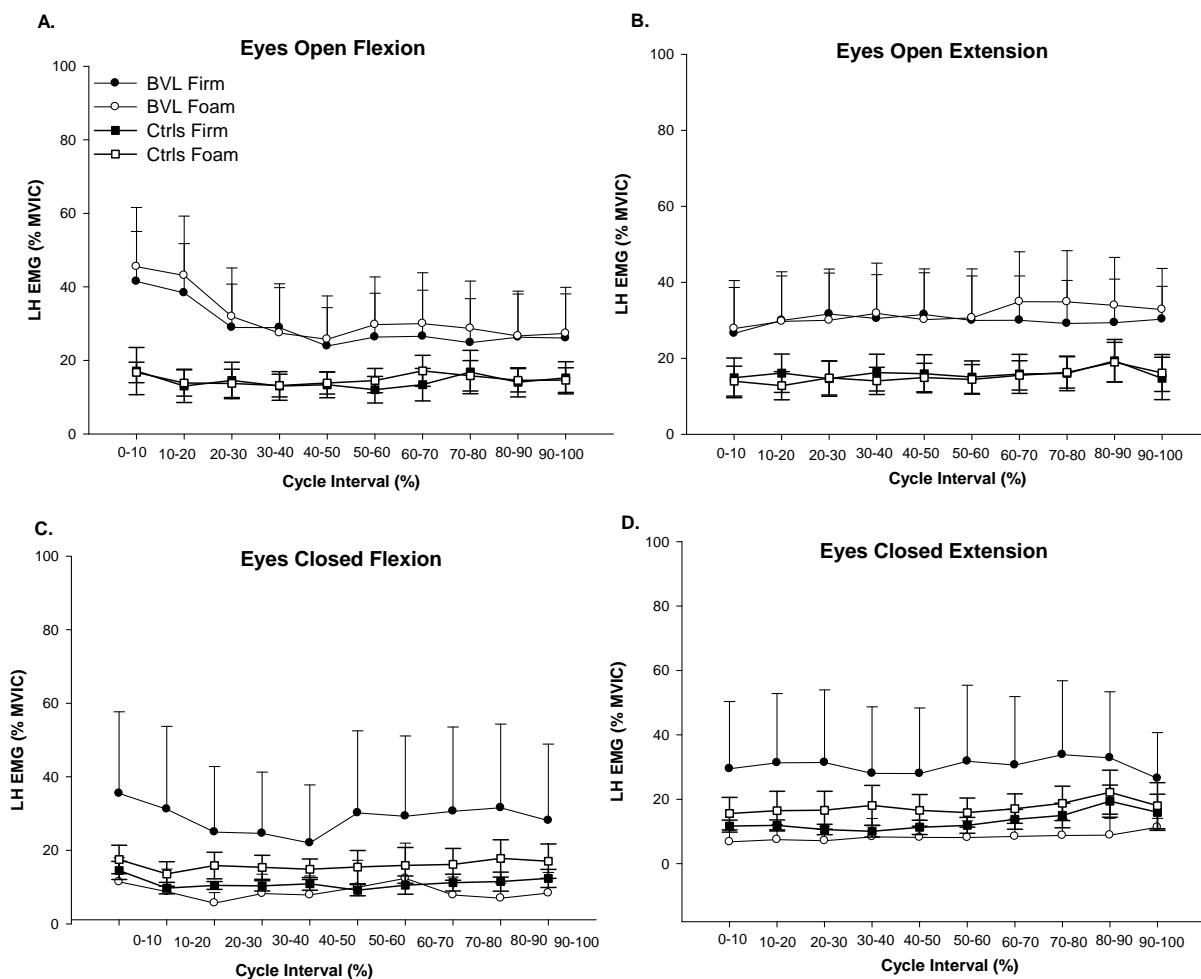 A.
Eyes Open Flexion
100
80
60
40
20
0
LH EMG (% MVIC)
BVL Firm
BVL Foam
Ctrls Firm
Ctrls Foam
0-10 10-20 20-30 30-40 40-50 50-60 60-70 70-80 80-90 90-100
Cycle Interval (%)
B.
Eyes Open Extension
100
80
60
40
20
0
LH EMG (% MVIC)
0-10 10-20 20-30 30-40 40-50 50-60 60-70 70-80 80-90 90-100
Cycle Interval (%)
C.
Eyes Closed Flexion
100
80
60
40
20
0
LH EMG (% MVIC)
0-10 10-20 20-30 30-40 40-50 50-60 60-70 70-80 80-90 90-100
Cycle Interval (%)
D.
Eyes Closed Extension
100
80
60
40
20
0
LH EMG (% MVIC)
0-10 10-20 20-30 30-40 40-50 50-60 60-70 70-80 80-90 90-100
Cycle Interval (%)